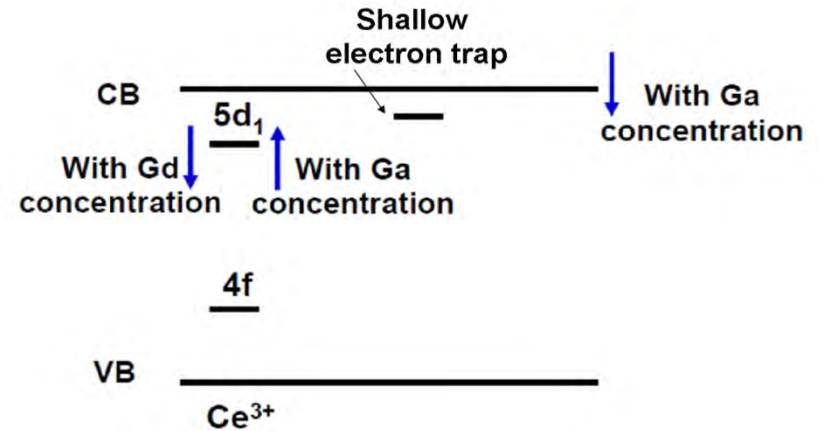 Shallow
electron trap
CB
5d₁
With Ga
concentration
With Gd
concentration
With Ga
concentration
4f
VB
Ce³⁺